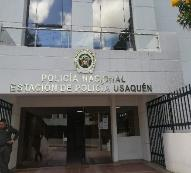 POLICÍA NACIONAL
ESTACIÓN DE POLICÍA USAQUÉN